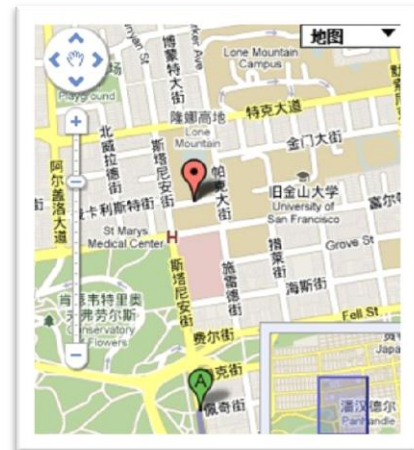 地图
Lone Mountain
Campus
博蒙特大街
Playground
特克大道
隆娜高地
Lone
Mountain
北威拉德街
斯塔尼安街
金门大街
阿尔盖洛大道
帕克大街
旧金山大学
University of
San Francisco
卡利斯特街
富尔
St Marys
Medical Center
H
Grove St
斯塔尼安街
施雷德街
措莱街
海斯街
Fell St
韦特里奥
弗劳尔斯
Conservatory
Flowers
费尔街
A
克街
佩奇街
Japa
潘汉德尔
Panhandle